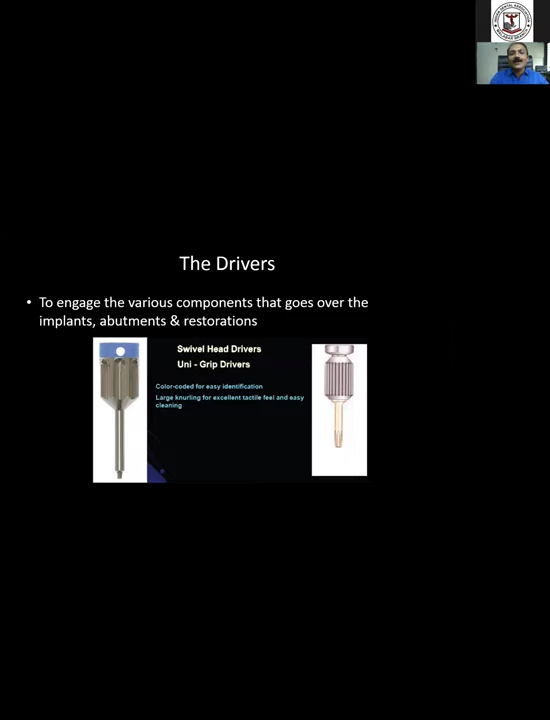 The Drivers
• To engage the various components that goes over the
implants, abutments & restorations
Swivel Head Drivers
Uni - Grip Drivers
Color-coded for easy identification
Large knurling for excellent tactile feel and easy
cleaning